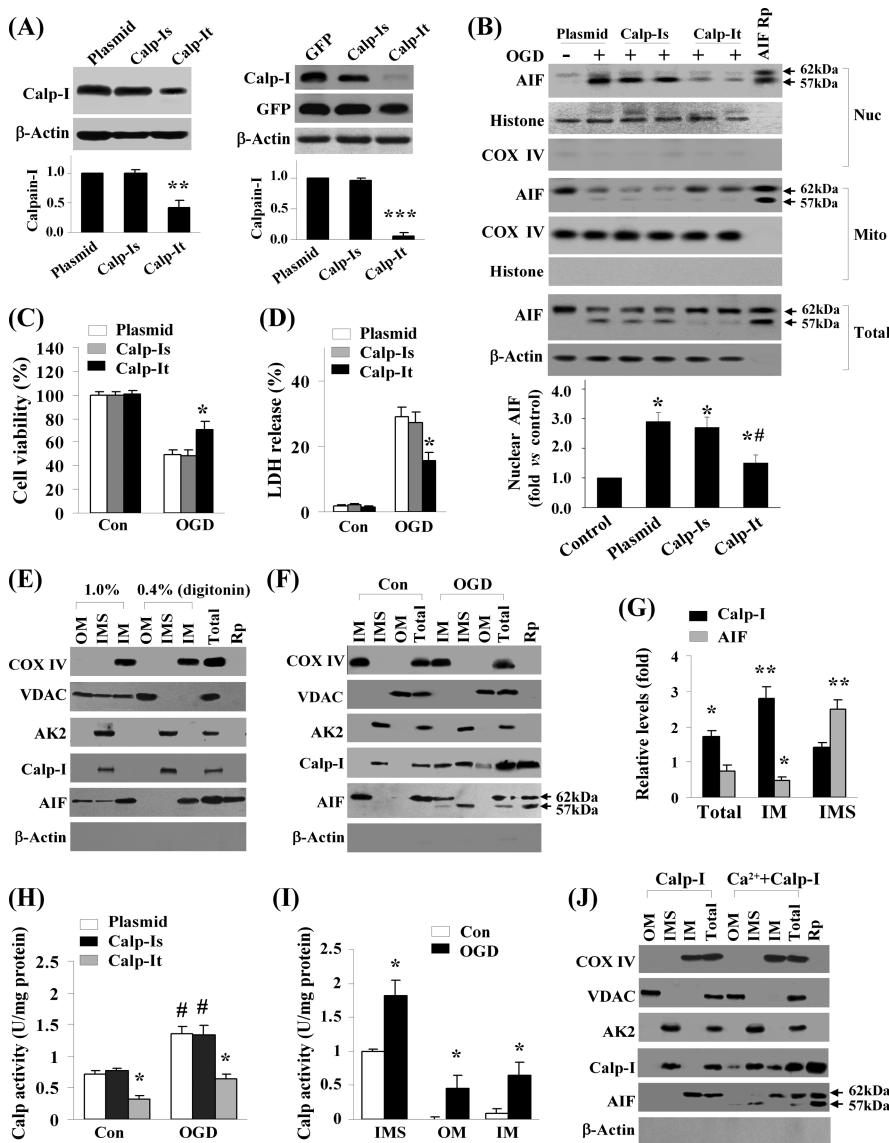 (A)
Plasmid
Calp-Is
Calp-It
Calp-I
β-Actin
Calpain-I
1.0
0.5
0.0
**
Plasmid
Calp-Is
Calp-It
GFP
Calp-Is
Calp-It
Calp-I
GFP
β-Actin
Calpain-I
1.0
0.5
0.0
***
Plasmid
Calp-Is
Calp-It
(B)
Plasmid Calp-Is Calp-It AIF Rp
OGD - + + + + +
AIF
62kDa
57kDa
Histone
Nuc
COX IV
AIF
62kDa
57kDa
COX IV
Mito
Histone
AIF
62kDa
57kDa
Total
β-Actin
Nuclear AIF
(fold vs control)
4.0
3.0
2.0
1.0
0.0
* * *#
Control
Plasmid
Calp-Is
Calp-It
(C)
Plasmid
Calp-Is
Calp-It
Cell viability (%)
140
120
100
80
60
40
20
0
*
Con OGD
(D)
Plasmid
Calp-Is
Calp-It
LDH release (%)
40
20
0
*
Con OGD
(E)
1.0% 0.4% (digitonin)
OM IMS IM OM IMS IM Total Rp
COX IV
VDAC
AK2
Calp-I
AIF
β-Actin
(F)
Con OGD
IM IMS OM Total IM IMS OM Total Rp
COX IV
VDAC
AK2
Calp-I
AIF
62kDa
57kDa
β-Actin
(G)
Calp-I
AIF
Relative levels (fold)
4
3
2
1
0
* ** * **
Total IM IMS
(H)
Plasmid
Calp-Is
Calp-It
Calp activity (U/mg protein)
2.5
2
1.5
1
0.5
0
* # # *
Con OGD
(I)
Con
OGD
Calp activity (U/mg protein)
2.5
2
1.5
1
0.5
0
* * *
IMS OM IM
(J)
Calp-I Ca²⁺+Calp-I
OM IMS IM Total OM IMS IM Total Rp
COX IV
VDAC
AK2
Calp-I
AIF
62kDa
57kDa
β-Actin